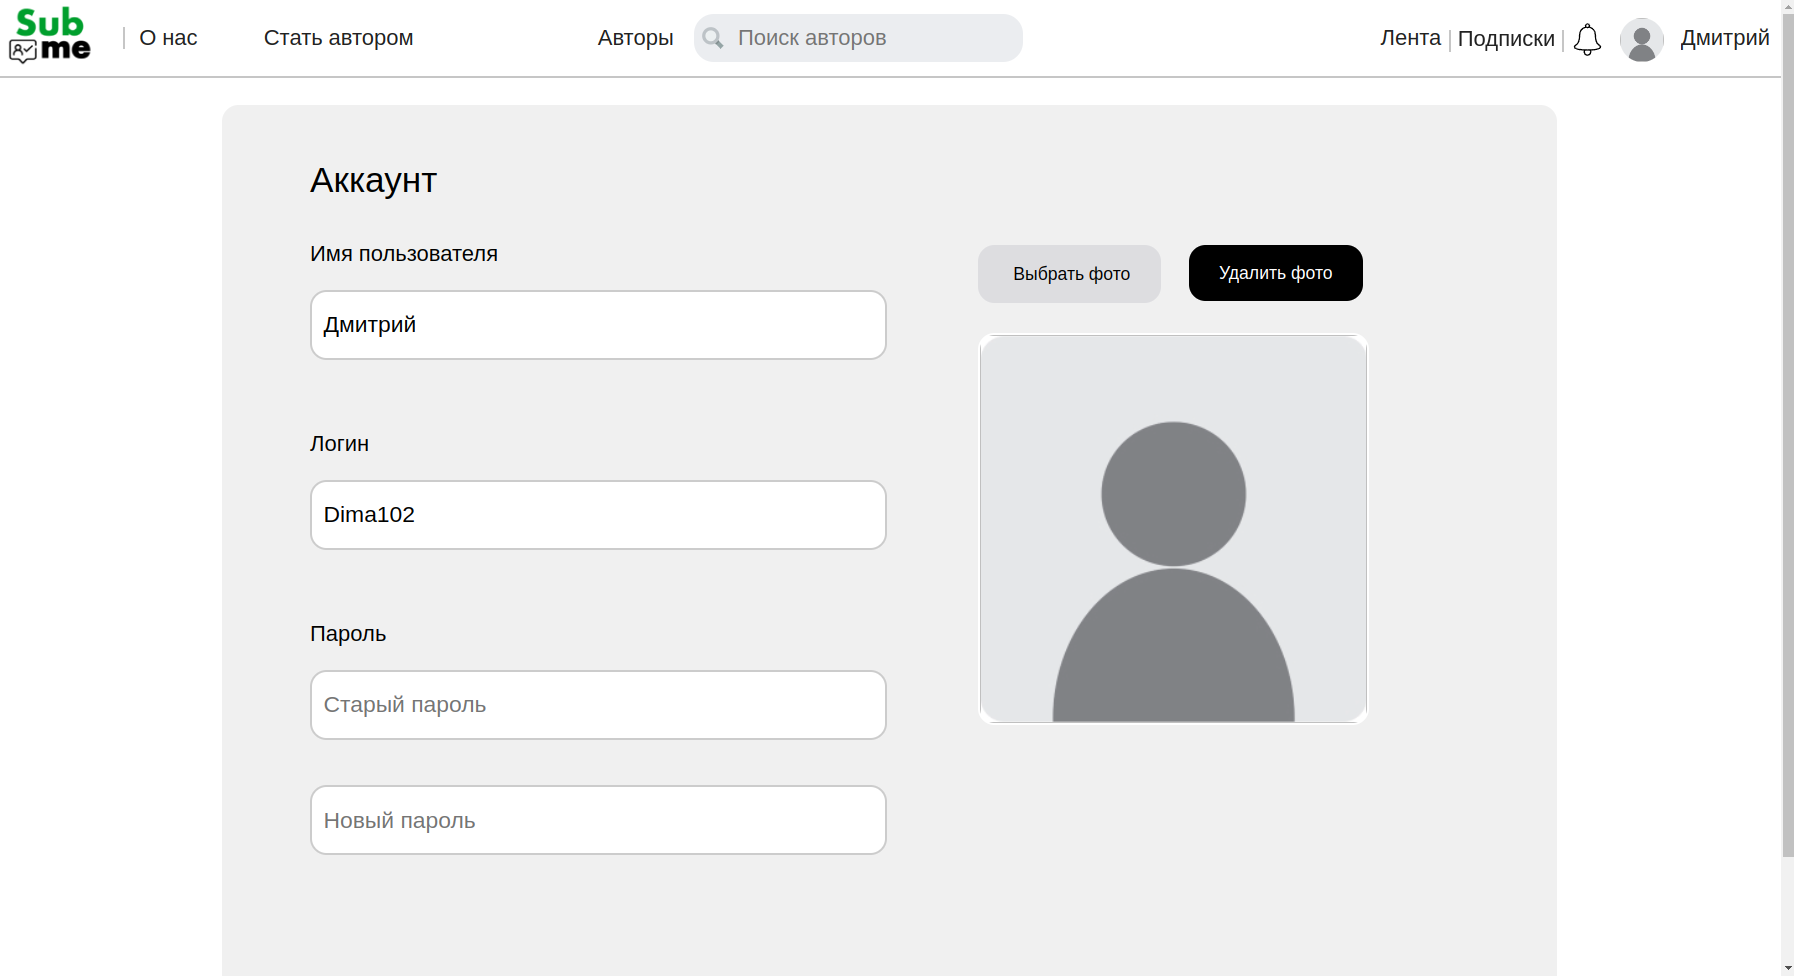 Sub
me
О нас
Стать автором
Авторы
Поиск авторов
Лента
Подписки
Дмитрий
Аккаунт
Имя пользователя
Дмитрий
Логин
Dima102
Пароль
Старый пароль
Новый пароль
Выбрать фото
Удалить фото